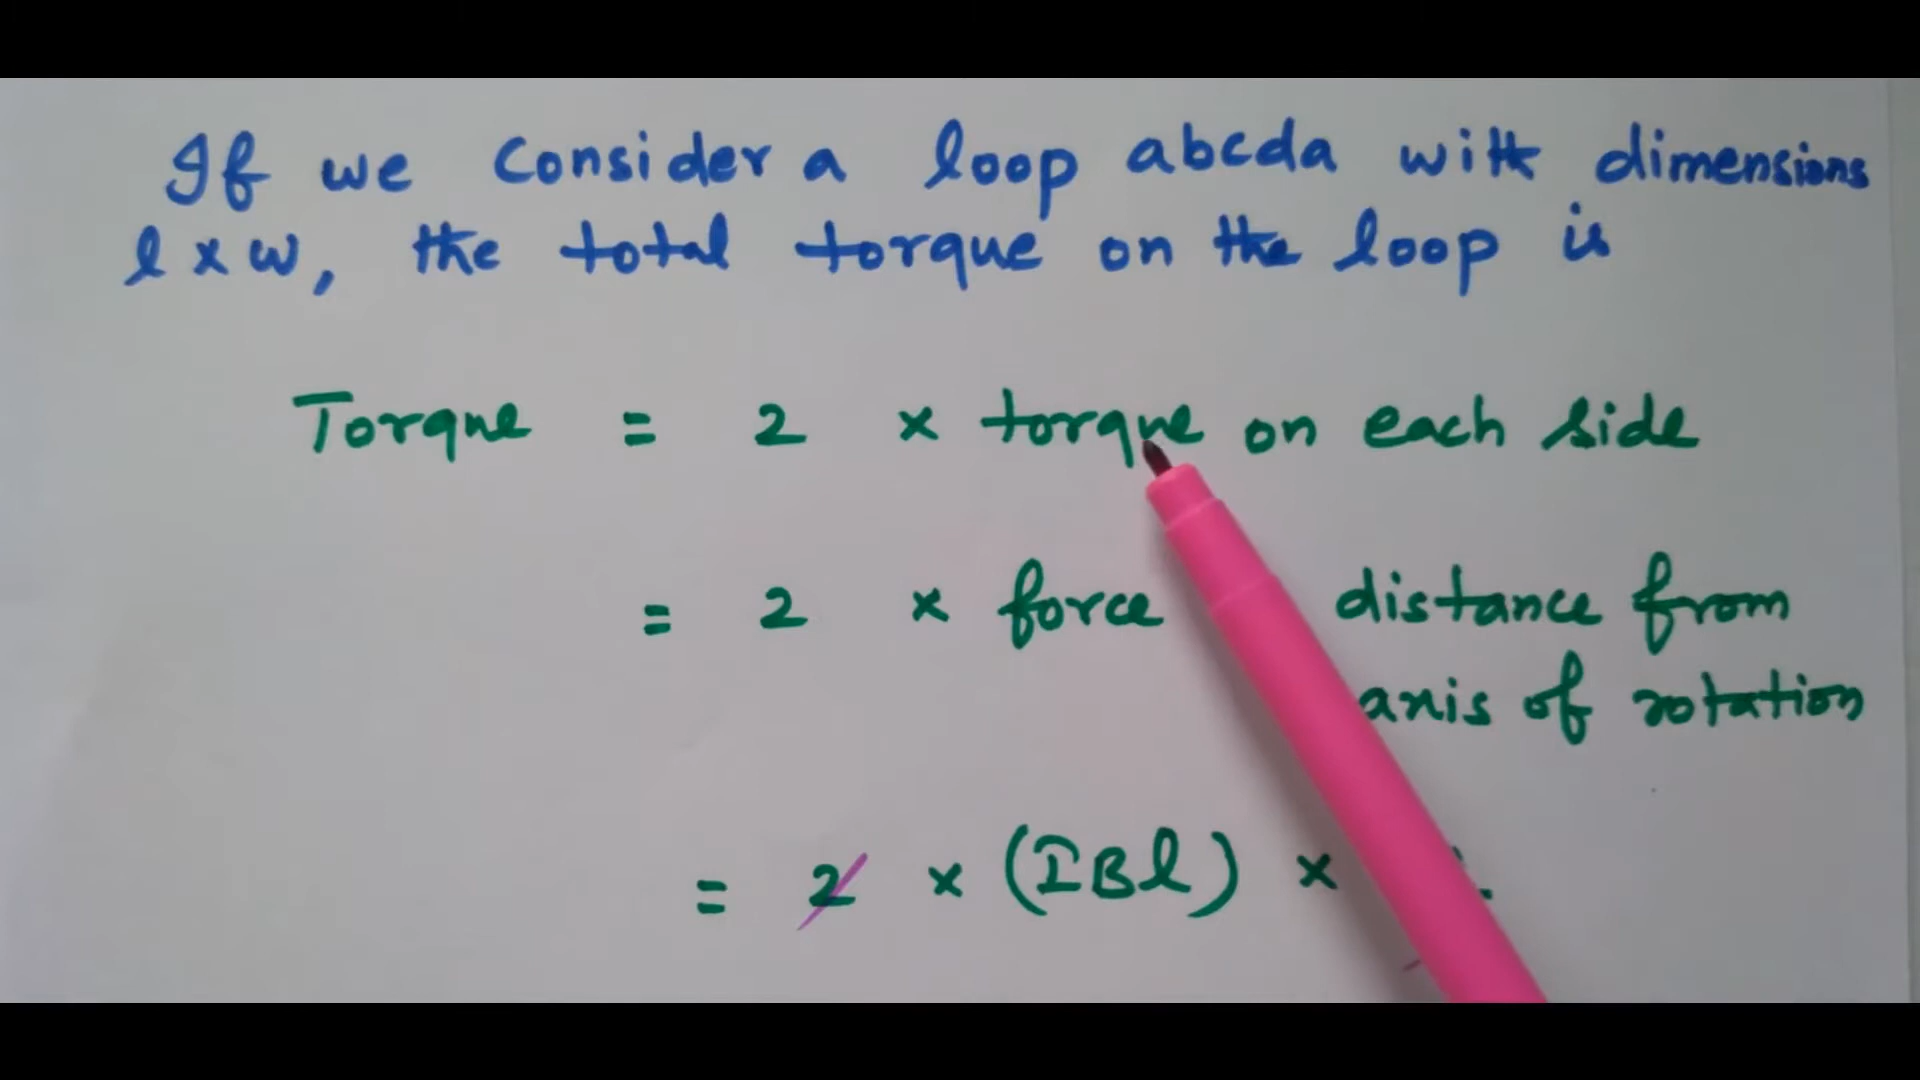 If we consider a loop abcda with dimensions
l x w, the total torque on the loop is
Torque = 2 x torque on each side
= 2 x force distance from
axis of rotation
= 2 x (IBl) x